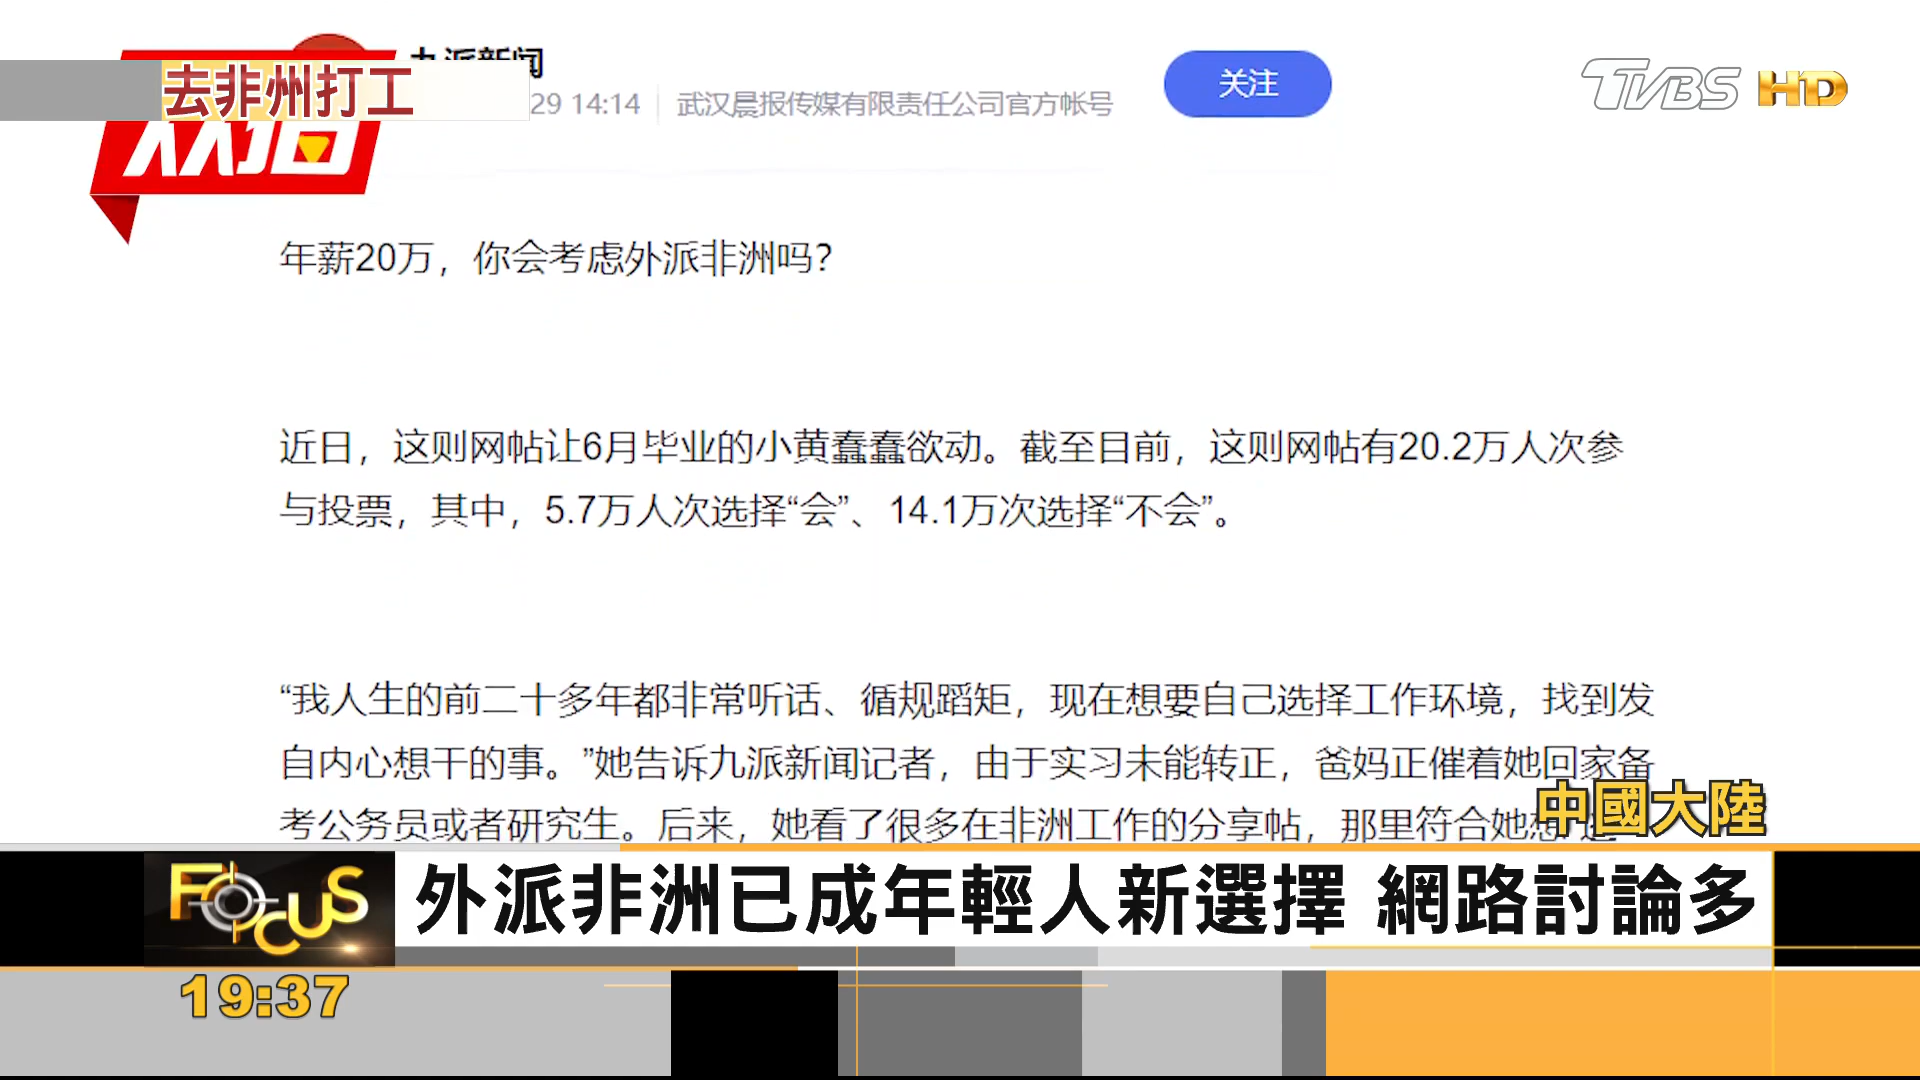 九派新闻
去非州打工
29 14:14 武汉晨报传媒有限责任公司官方帐号
关注
TVBS HD
年薪20万，你会考虑外派非洲吗？
近日，这则网帖让6月毕业的小黄蠢蠢欲动。截至目前，这则网帖有20.2万人次参
与投票，其中，5.7万人次选择“会”、14.1万次选择“不会”。
“我人生的前二十多年都非常听话、循规蹈矩，现在想要自己选择工作环境，找到发
自内心想干的事。”她告诉九派新闻记者，由于实习未能转正，爸妈正催着她回家备
考公务员或者研究生。后来，她看了很多在非洲工作的分享帖，那里符合她想
中國大陸
FOCUS
外派非洲已成年輕人新選擇 網路討論多
19:37